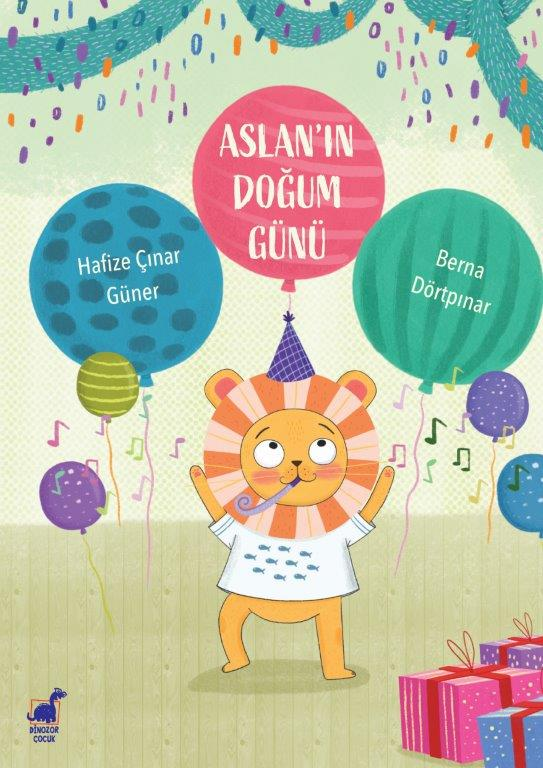 ASLAN'IN
DOĞUM
GÜNÜ
Hafize Çınar
Güner
Berna
Dörtpınar
DİNOZOR
ÇOCUK